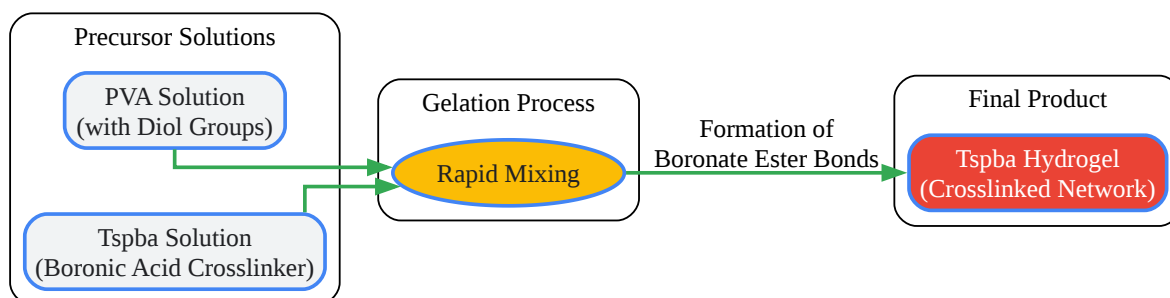 Precursor Solutions
PVA Solution
(with Diol Groups)
Tspba Solution
(Boronic Acid Crosslinker)
Gelation Process
Rapid Mixing
Formation of
Boronate Ester Bonds
Final Product
Tspba Hydrogel
(Crosslinked Network)